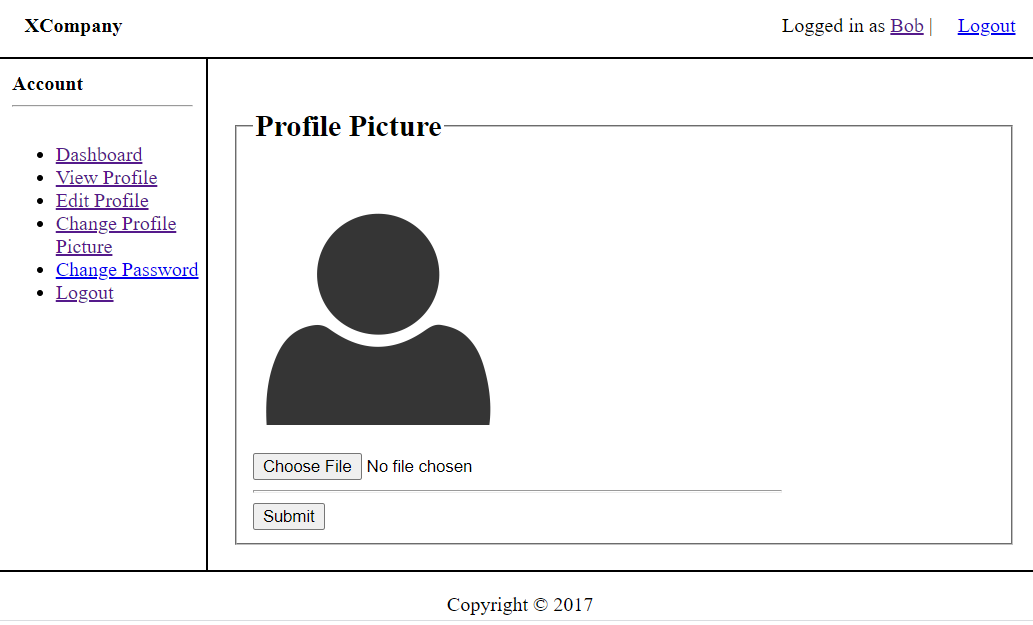 XCompany
Logged in as Bob |
Logout
Account
Dashboard
View Profile
Edit Profile
Change Profile
Picture
Change Password
Logout
Profile Picture
Choose File No file chosen
Submit
Copyright © 2017